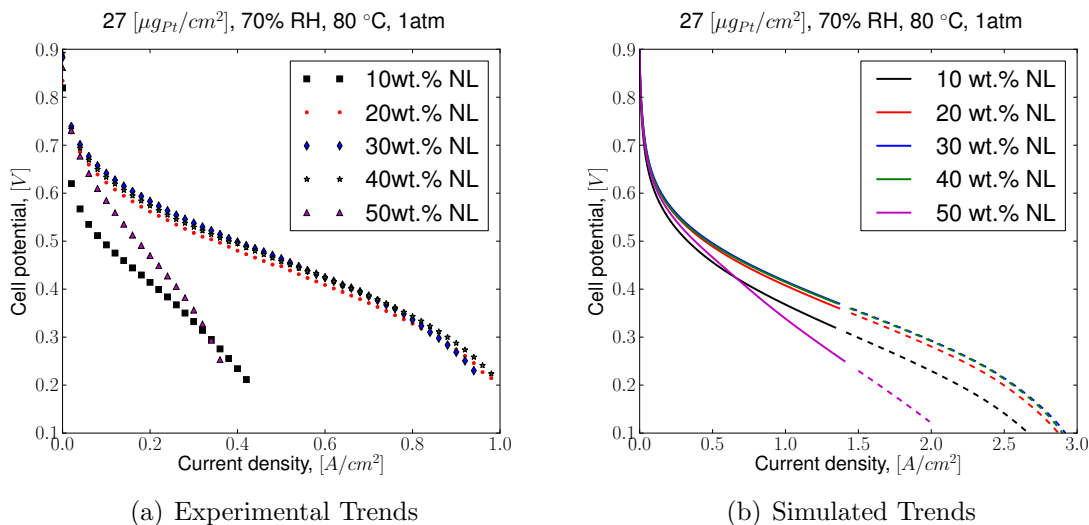 27 [μg_{Pt}/cm²], 70% RH, 80 °C, 1atm
Cell potential, [V]
0.9
0.8
0.7
0.6
0.5
0.4
0.3
0.2
0.1
10wt.% NL
20wt.% NL
30wt.% NL
40wt.% NL
50wt.% NL
0.0 0.2 0.4 0.6 0.8 1.0
Current density, [A/cm²]
(a) Experimental Trends
27 [μg_{Pt}/cm²], 70% RH, 80 °C, 1atm
Cell potential, [V]
0.9
0.8
0.7
0.6
0.5
0.4
0.3
0.2
0.1
10 wt.% NL
20 wt.% NL
30 wt.% NL
40 wt.% NL
50 wt.% NL
0.0 0.5 1.0 1.5 2.0 2.5 3.0
Current density, [A/cm²]
(b) Simulated Trends